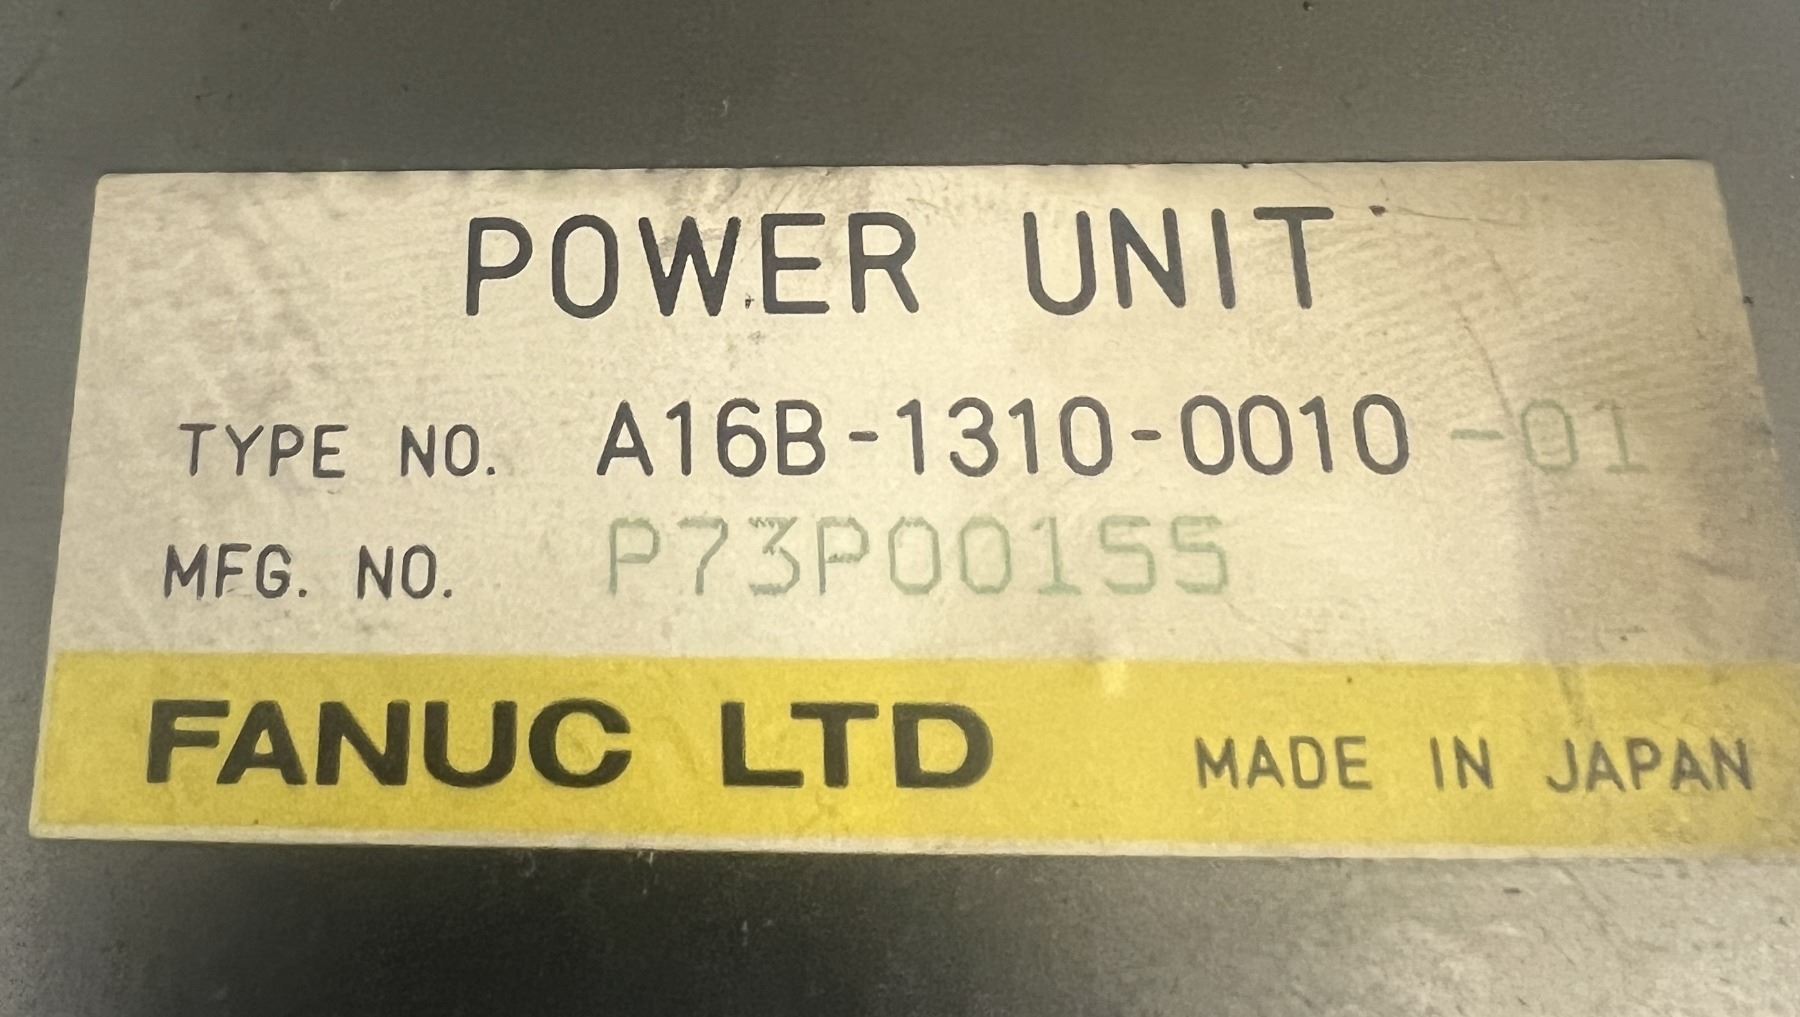 POWER UNIT
TYPE NO. A16B-1310-0010-01
MFG. NO. P73P00155
FANUC LTD MADE IN JAPAN